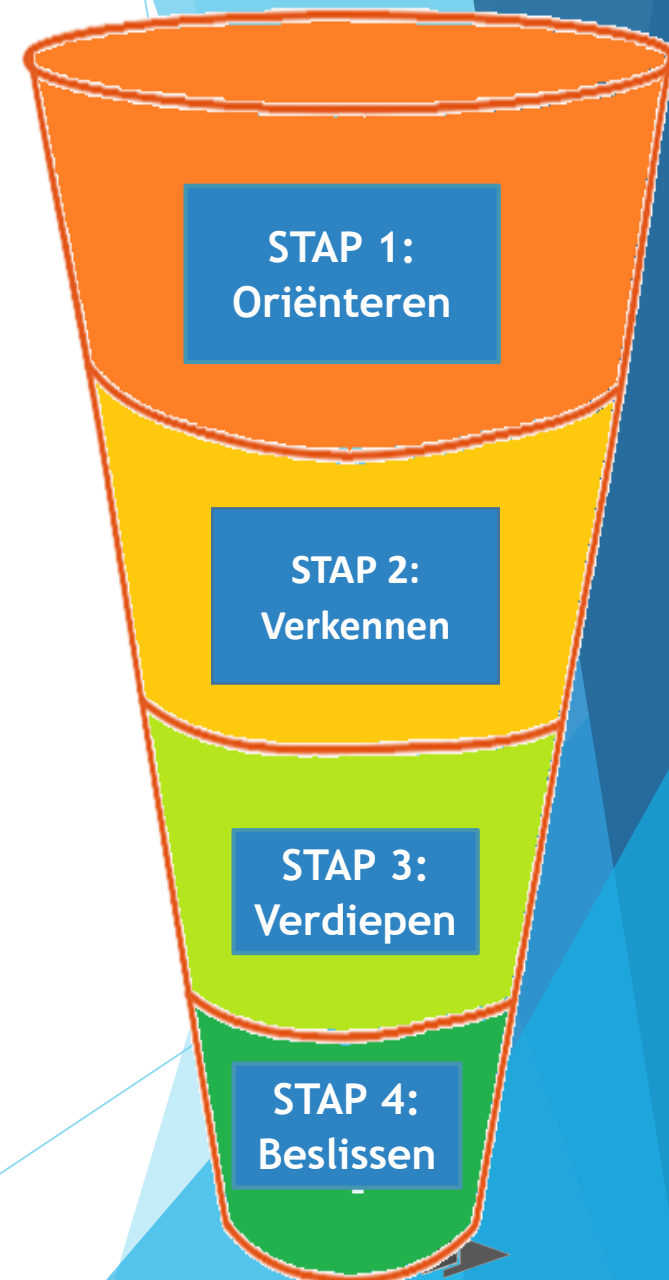 STAP 1:
Oriënteren
STAP 2:
Verkennen
STAP 3:
Verdiepen
STAP 4:
Beslissen
-